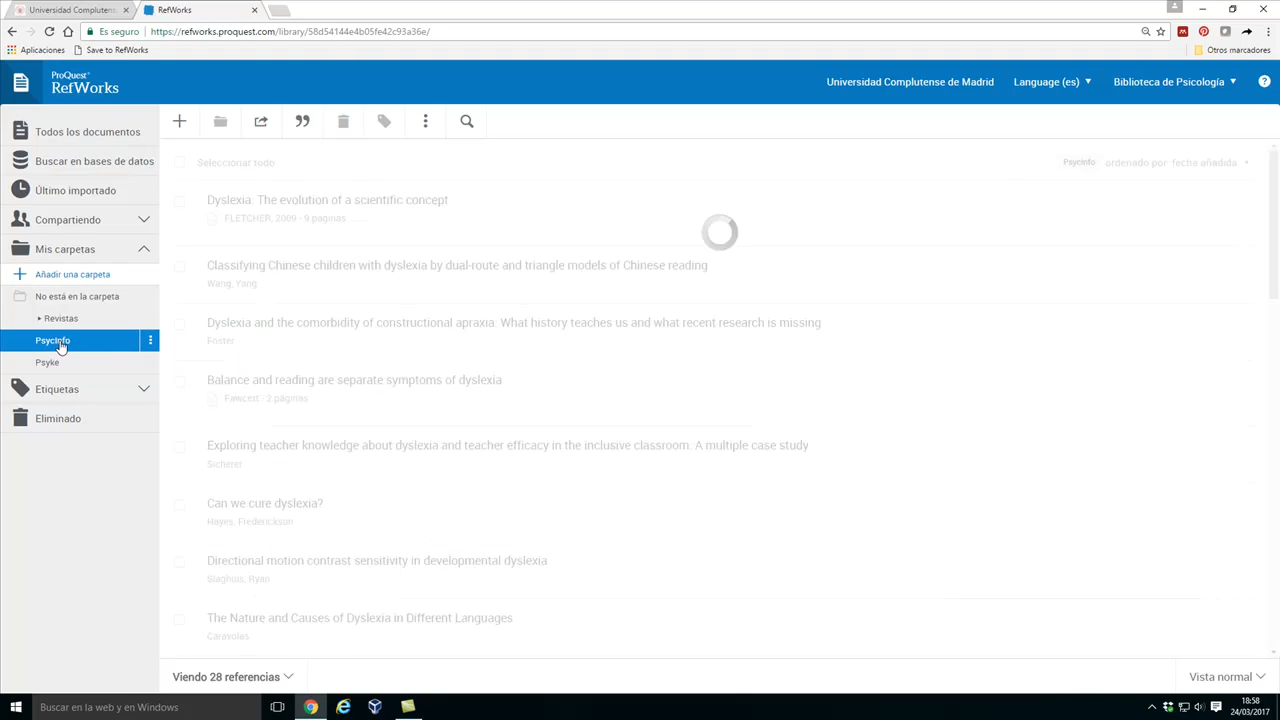 Universidad Complutens
RefWorks
Es seguro
https://refworks.proquest.com/library/58d54144e4b05fe42c93a36e/
Aplicaciones
Save to RefWorks
Otros marcadores
ProQuest
RefWorks
Universidad Complutense de Madrid
Language (es)
Biblioteca de Psicología
?
Todos los documentos
Buscar en bases de datos
Último importado
Compartiendo
Mis carpetas
Añadir una carpeta
No está en la carpeta
Revistas
PsycInfo
Psyke
Etiquetas
Eliminado
Seleccionar todo
PsycInfo ordenado por fecha añadida
Dyslexia: The evolution of a scientific concept
FLETCHER, 2009 - 9 páginas
Classifying Chinese children with dyslexia by dual-route and triangle models of Chinese reading
Wang, Yang
Dyslexia and the comorbidity of constructional apraxia: What history teaches us and what recent research is missing
Foster
Balance and reading are separate symptoms of dyslexia
Fawcett - 2 páginas
Exploring teacher knowledge about dyslexia and teacher efficacy in the inclusive classroom: A multiple case study
Sicherer
Can we cure dyslexia?
Hayes, Frederickson
Directional motion contrast sensitivity in developmental dyslexia
Slaghuis, Ryan
The Nature and Causes of Dyslexia in Different Languages
Caravolas
Viendo 28 referencias
Vista normal
Buscar en la web y en Windows
18:58
24/03/2017